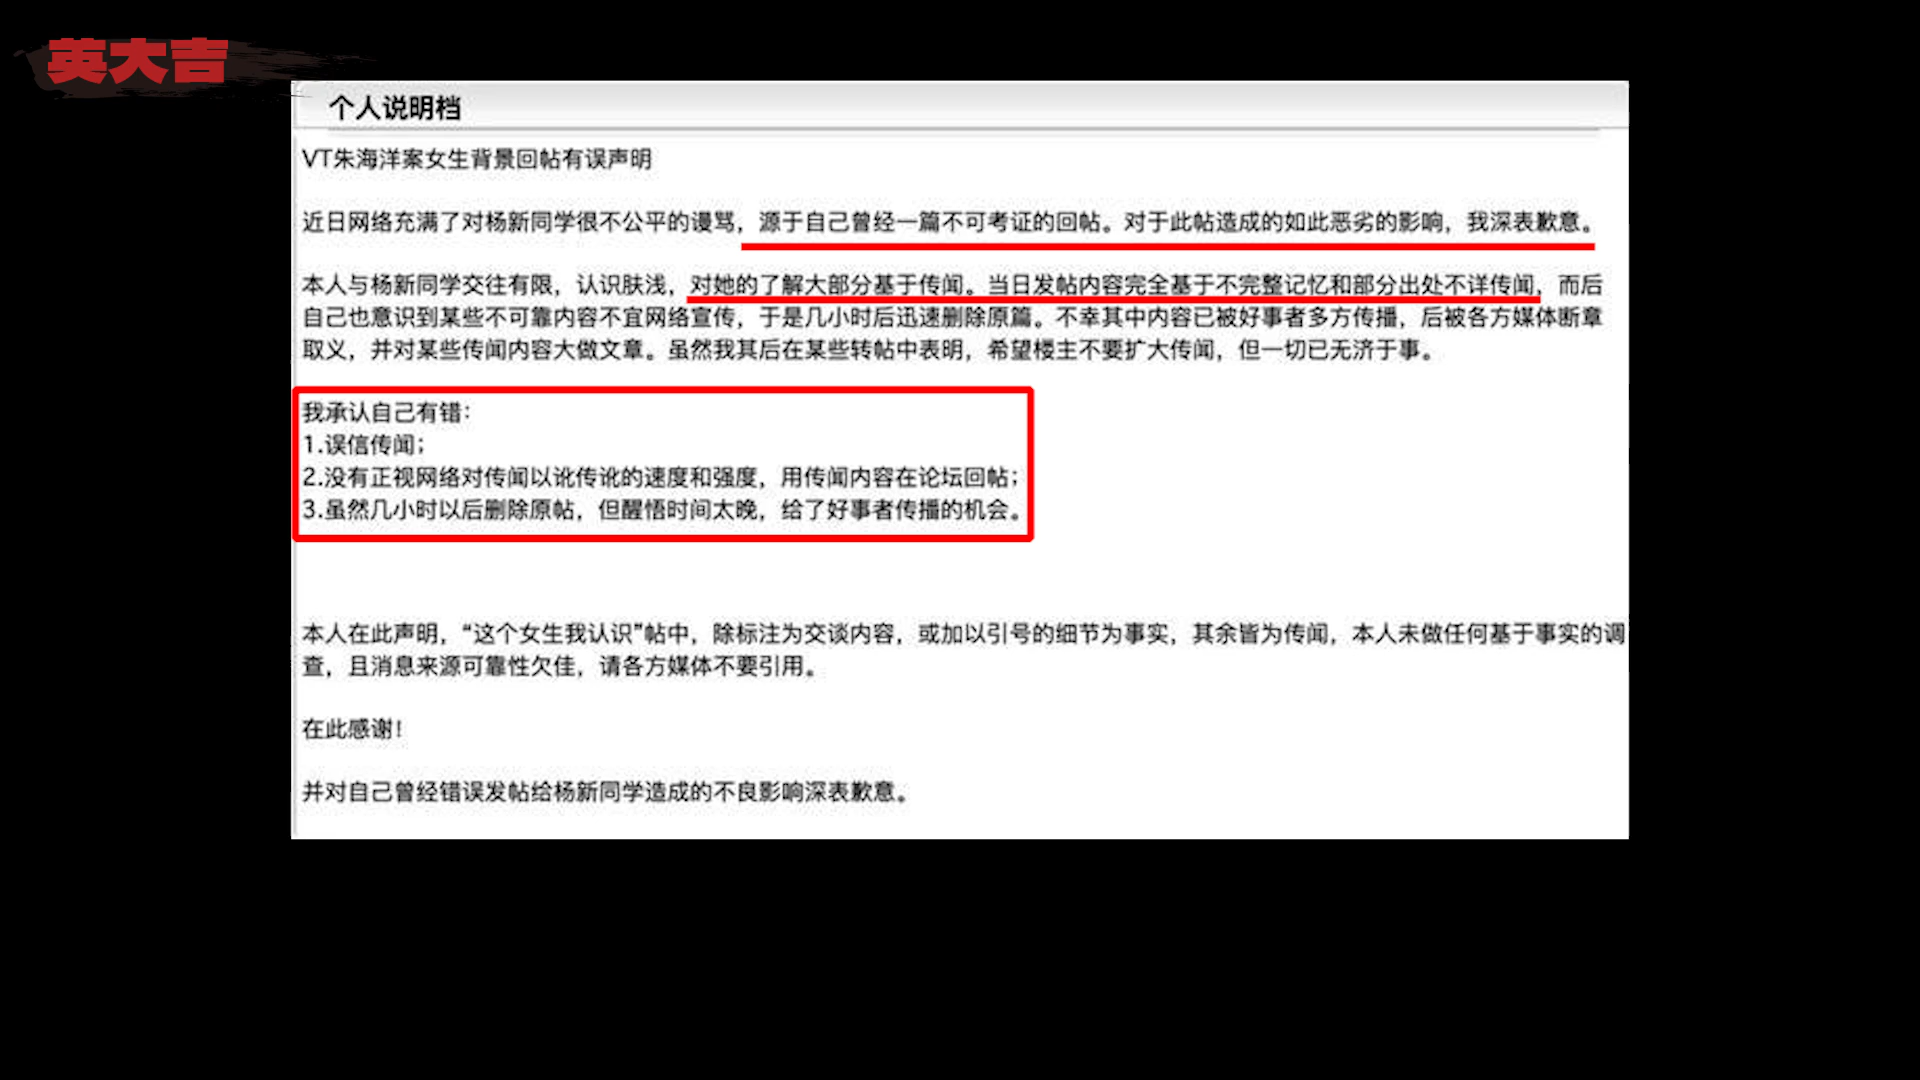 英大吉
个人说明档
VT朱海洋案女生背景回帖有误声明
近日网络充满了对杨新同学很不公平的谩骂，源于自己曾经一篇不可考证的回帖。对于此帖造成的如此恶劣的影响，我深表歉意。
本人与杨新同学交往有限，认识肤浅，对她的了解大部分基于传闻。当日发帖内容完全基于不完整记忆和部分出处不详传闻，而后
自己也意识到某些不可靠内容不宜网络宣传，于是几小时后迅速删除原篇。不幸其中内容已被好事者多方传播，后被各方媒体断章
取义，并对某些传闻内容大做文章。虽然我其后在某些转帖中表明，希望楼主不要扩大传闻，但一切已无济于事。
我承认自己有错：
1.误信传闻；
2.没有正视网络对传闻以讹传讹的速度和强度，用传闻内容在论坛回帖；
3.虽然几小时以后删除原帖，但醒悟时间太晚，给了好事者传播的机会。
本人在此声明，“这个女生我认识”帖中，除标注为交谈内容，或加以引号的细节为事实，其余皆为传闻，本人未做任何基于事实的调
查，且消息来源可靠性欠佳，请各方媒体不要引用。
在此感谢！
并对自己曾经错误发帖给杨新同学造成的不良影响深表歉意。